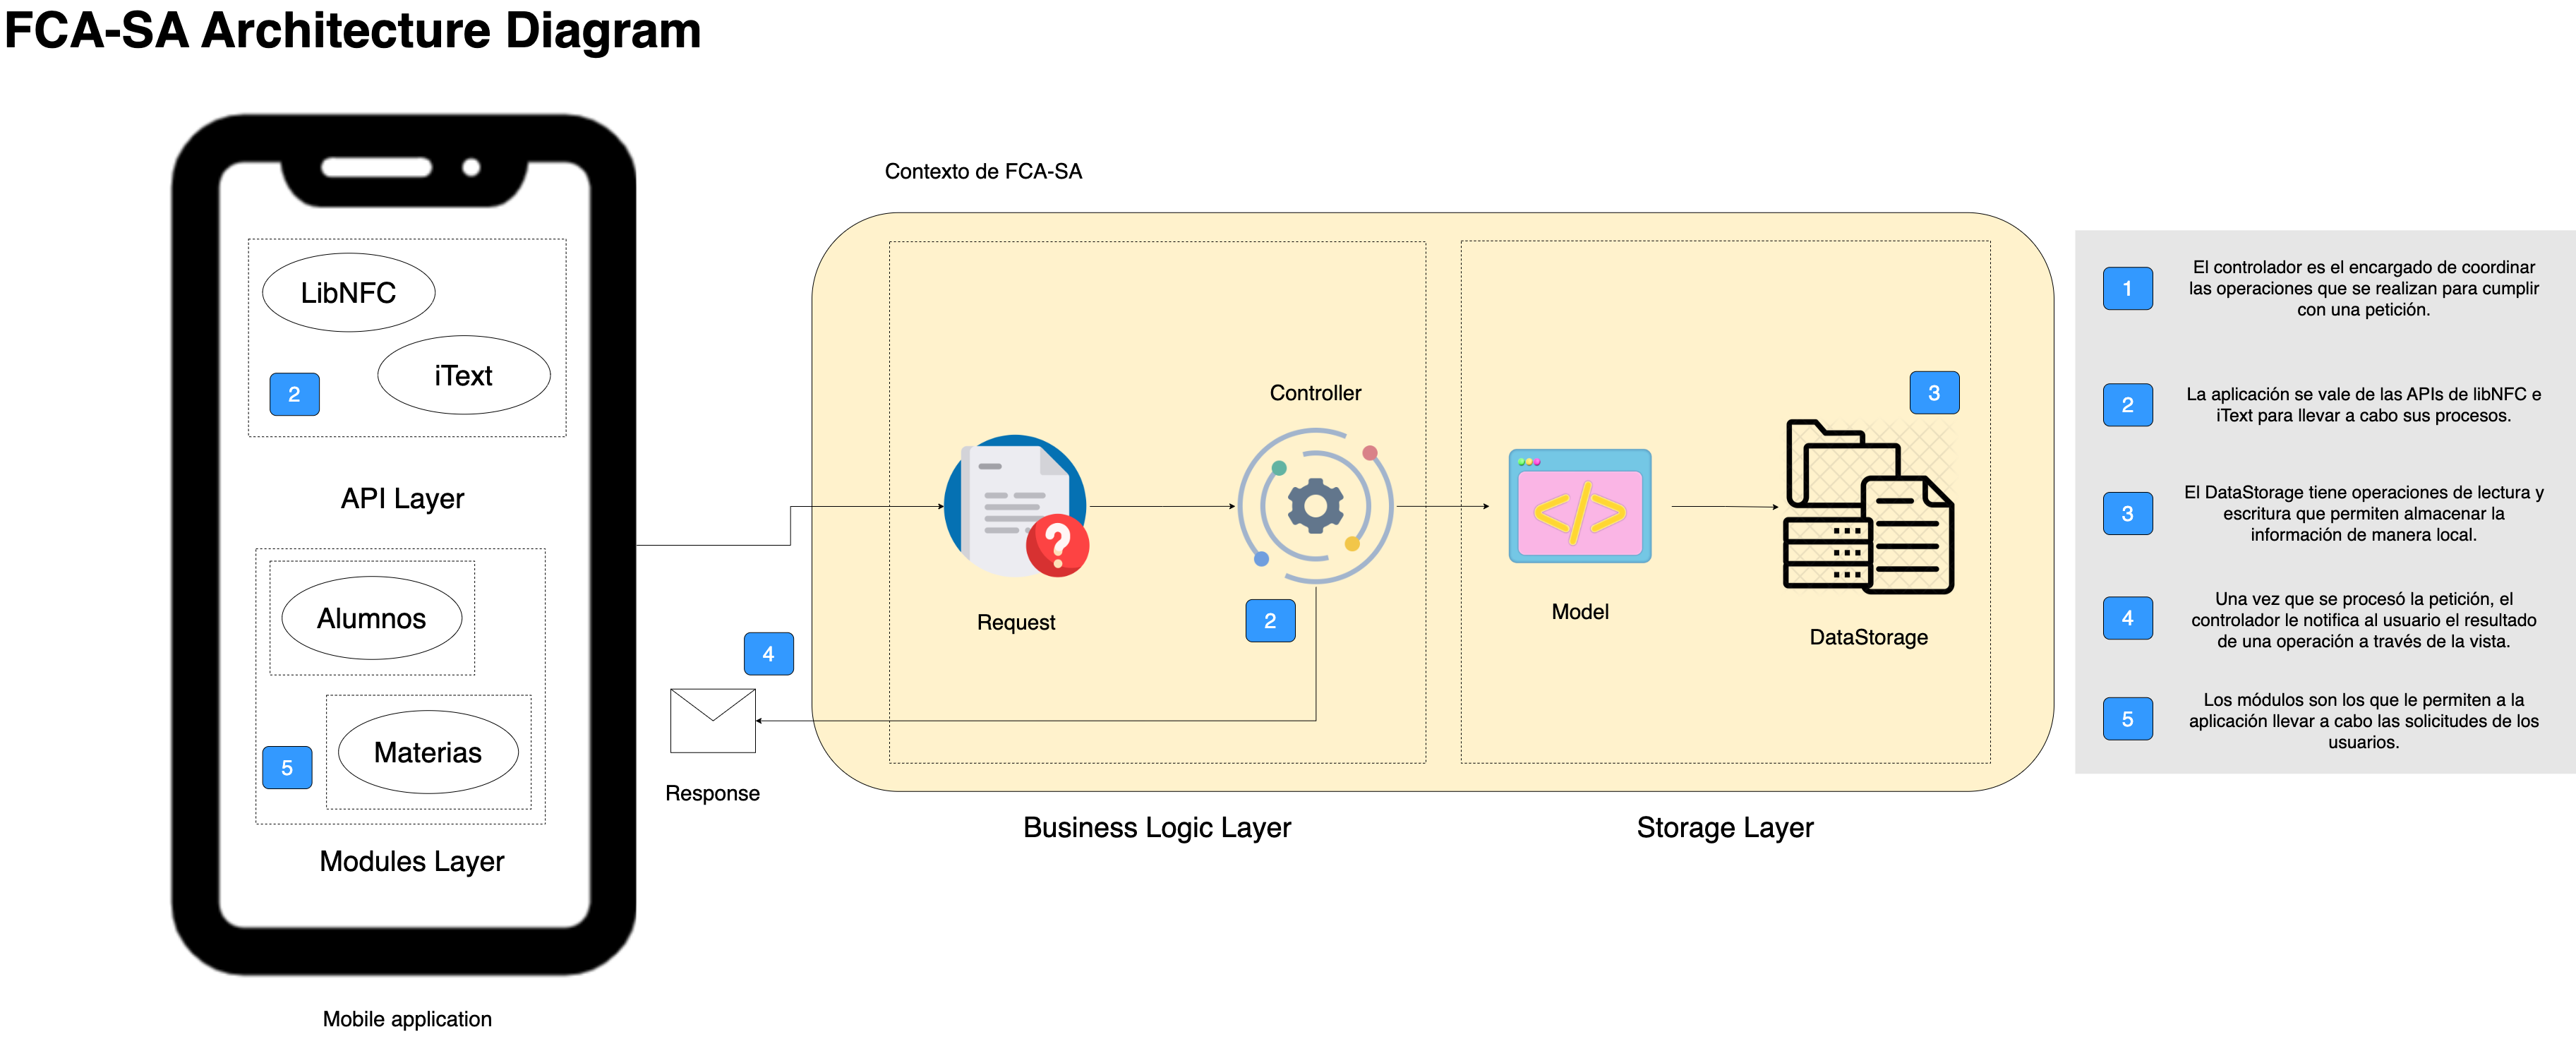 FCA-SA Architecture Diagram
Contexto de FCA-SA
LibNFC
iText
2
API Layer
Alumnos
Materias
5
Modules Layer
Mobile application
4
Response
Request
Controller
2
Business Logic Layer
Model
3
DataStorage
Storage Layer
1
El controlador es el encargado de coordinar
las operaciones que se realizan para cumplir
con una petición.
2
La aplicación se vale de las APIs de libNFC e
iText para llevar a cabo sus procesos.
3
El DataStorage tiene operaciones de lectura y
escritura que permiten almacenar la
información de manera local.
4
Una vez que se procesó la petición, el
controlador le notifica al usuario el resultado
de una operación a través de la vista.
5
Los módulos son los que le permiten a la
aplicación llevar a cabo las solicitudes de los
usuarios.